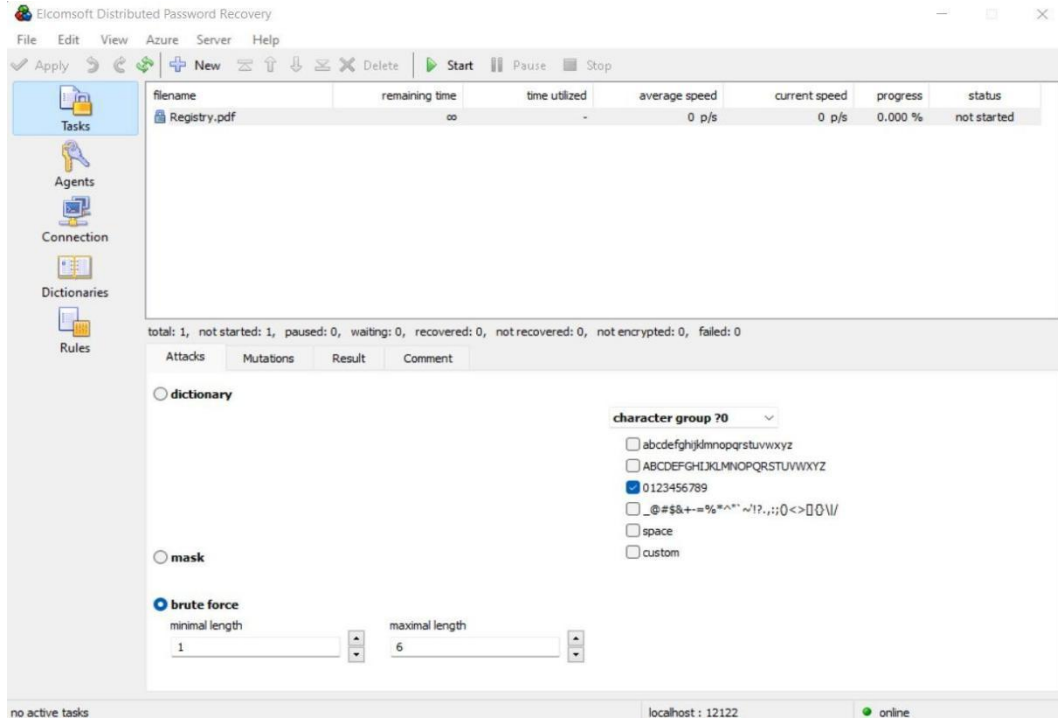 Elcomsoft Distributed Password Recovery
File Edit View Azure Server Help
Apply New Delete Start Pause Stop
Tasks
Agents
Connection
Dictionaries
Rules
filename remaining time time utilized average speed current speed progress status
Registry.pdf ∞ - 0 p/s 0 p/s 0.000 % not started
total: 1, not started: 1, paused: 0, waiting: 0, recovered: 0, not recovered: 0, not encrypted: 0, failed: 0
Attacks Mutations Result Comment
dictionary
character group ?0
abcdefghijklmnopqrstuvwxyz
ABCDEFGHIJKLMNOPQRSTUVWXYZ
0123456789
_@#$&+-=%*^"`~'!?.,:;()<>[]{}\|/
space
custom
mask
brute force
minimal length maximal length
1 6
no active tasks localhost : 12122 online